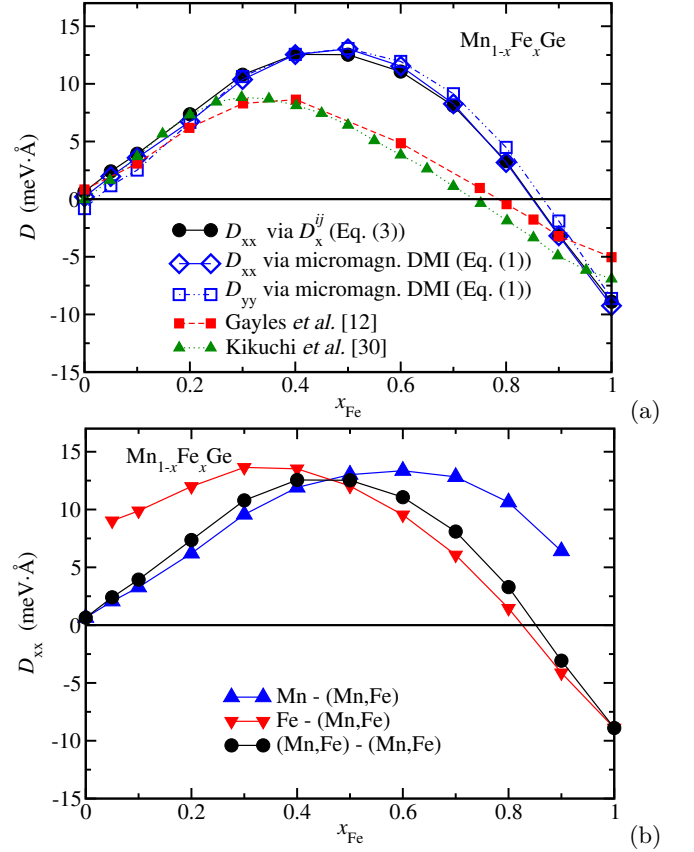 15
10
5
0
-5
-10
-15
D (meV·Å)
Mn1-xFexGe
Dxx via Dxij (Eq. (3))
Dxx via micromagn. DMI (Eq. (1))
Dyy via micromagn. DMI (Eq. (1))
Gayles et al. [12]
Kikuchi et al. [30]
0 0.2 0.4 0.6 0.8 1
xFe
(a)
15
10
5
0
-5
-10
-15
Dxx (meV·Å)
Mn1-xFexGe
Mn - (Mn,Fe)
Fe - (Mn,Fe)
(Mn,Fe) - (Mn,Fe)
0 0.2 0.4 0.6 0.8 1
xFe
(b)